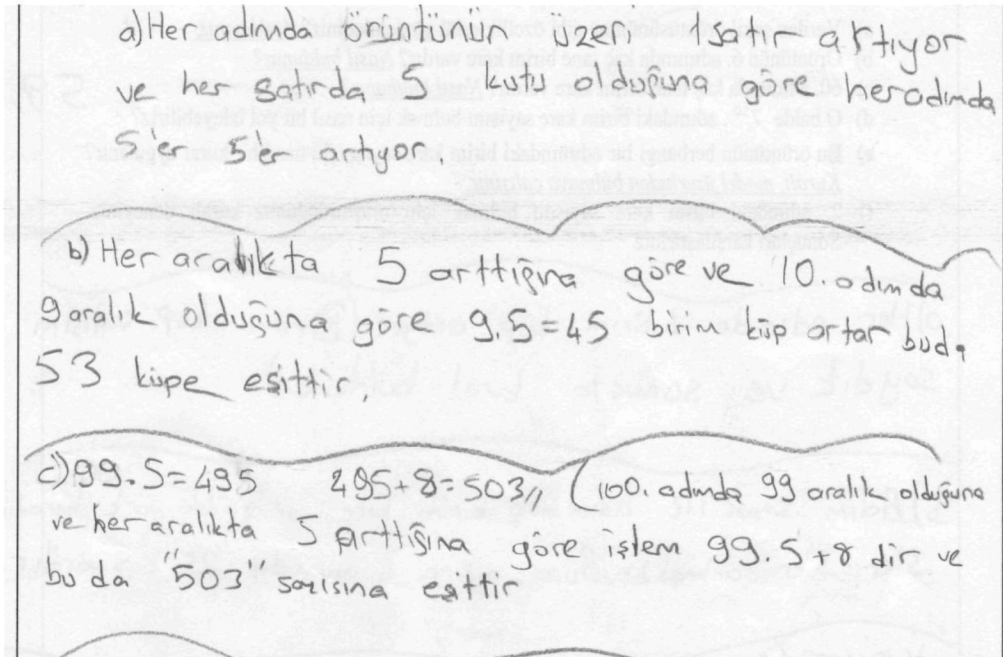 a) Her adımda bütüntünür üzerine 1 satır artıyor
ve her satırda 5 kutu olduğuna göre her adımda
5'er 5'er artıyor.
b) Her aralıkta 5 arttığına göre ve 10. adımda
9 aralık olduğuna göre 9.5=45 birim küp artar buda
53 küpe eşittir.
c) 99.5=495 495+8=503// (100. adımda 99 aralık olduğuna
ve her aralıkta 5 arttığına göre işlem 99.5+8 dir ve
bu da "503" sayısına eşittir